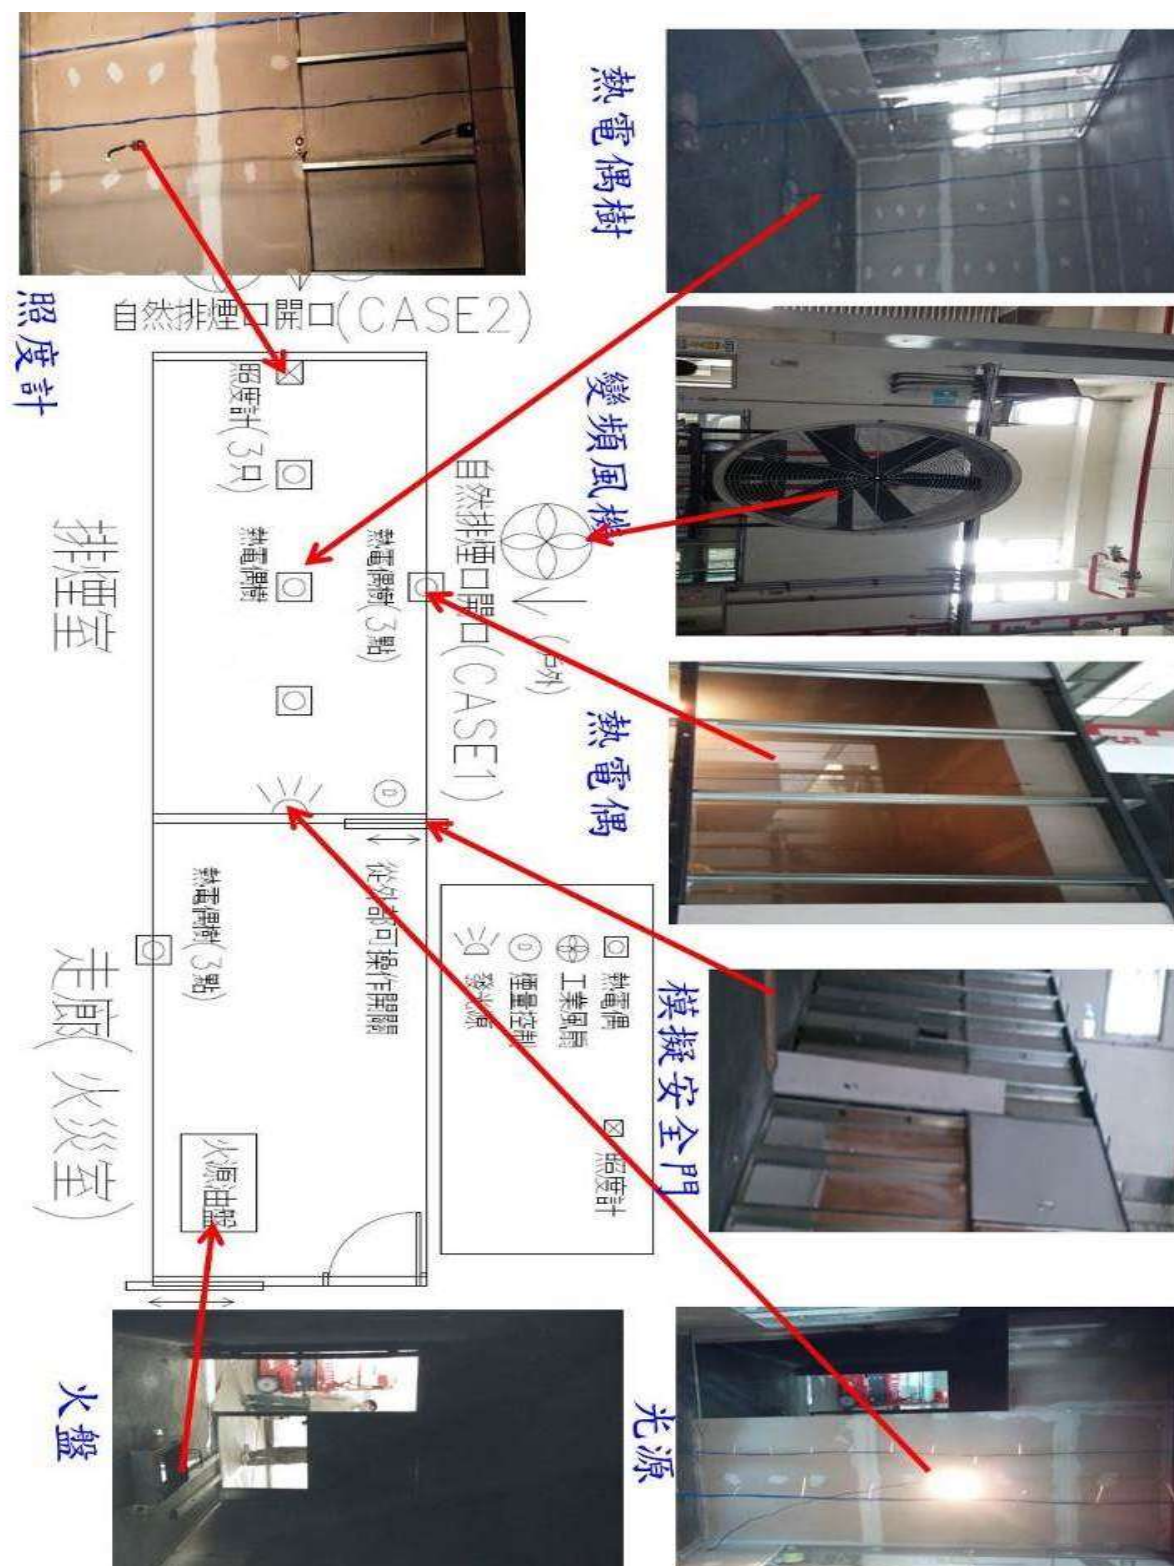 熱電偶樹
變頻風機
熱電偶
模擬安全門
光源
照度計
火盤
自然排煙口開口(CASE2)
自然排煙口開口(CASE1)
(戶外)
照度計(3只)
熱電偶樹
熱電偶樹(3點)
排煙室
從外部可操作開關
熱電偶樹(3點)
走廊(火災室)
火源油盤
熱電偶
工業風扇
煙量控制
發光源
照度計